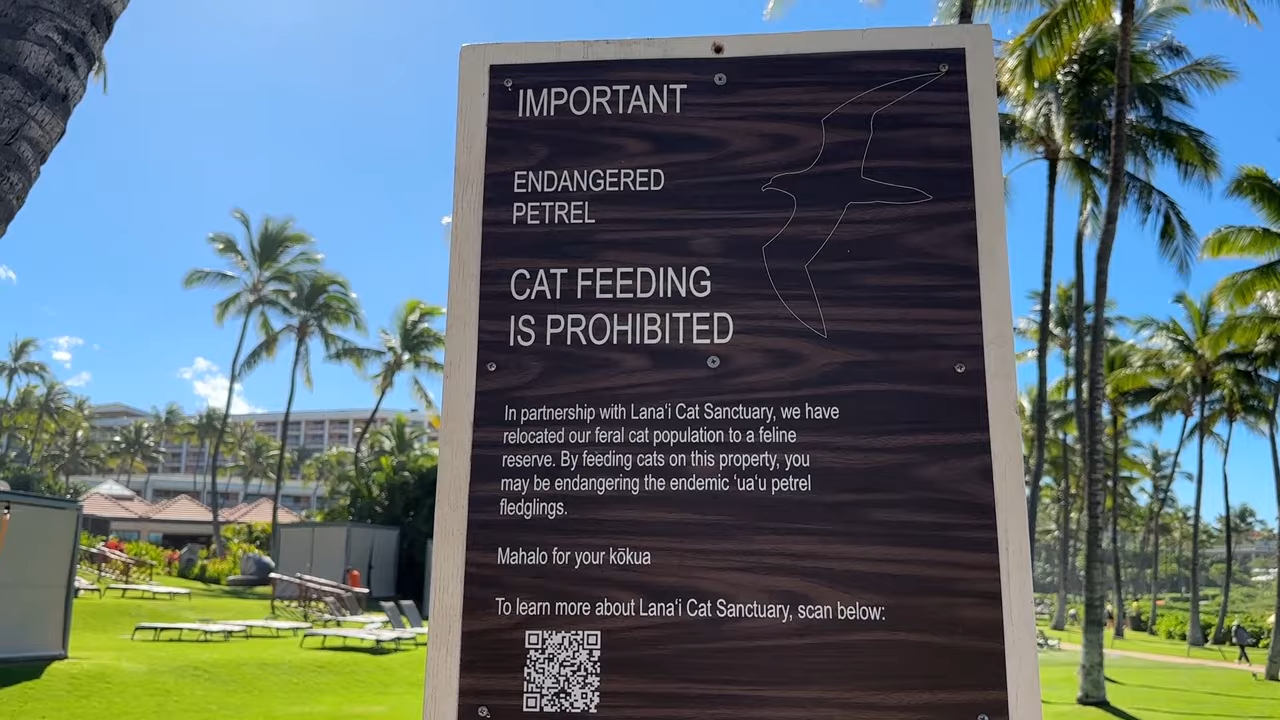 IMPORTANT
ENDANGERED
PETREL
CAT FEEDING
IS PROHIBITED
In partnership with Lanaʻi Cat Sanctuary, we have
relocated our feral cat population to a feline
reserve. By feeding cats on this property, you
may be endangering the endemic ‘ua‘u petrel
fledglings.
Mahalo for your kōkua
To learn more about Lanaʻi Cat Sanctuary, scan below: